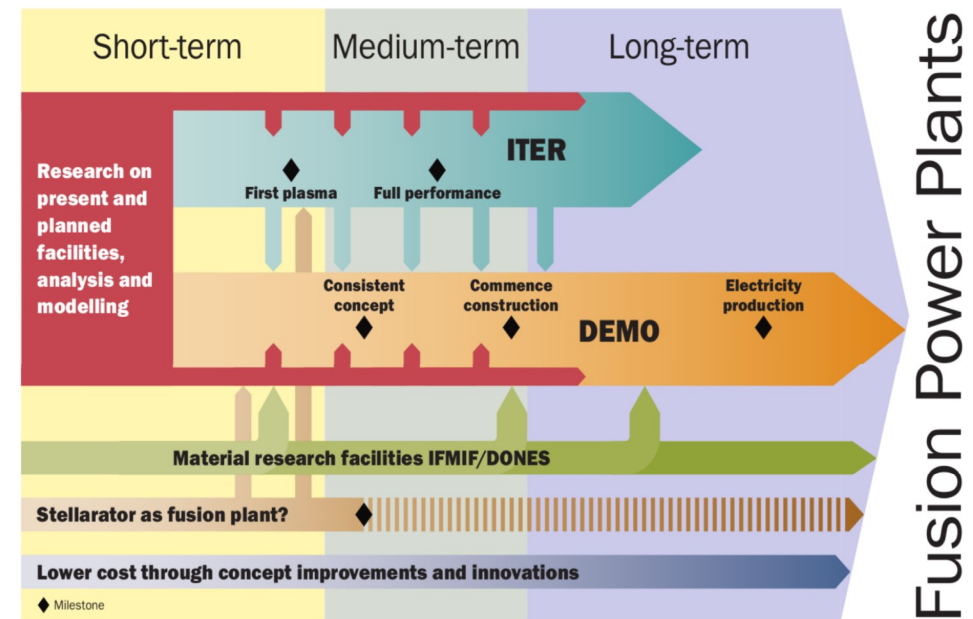 Short-term
Medium-term
Long-term
Research on
present and
planned
facilities,
analysis and
modelling
ITER
First plasma
Full performance
Consistent
concept
Commence
construction
Electricity
production
DEMO
Material research facilities IFMIF/DONES
Stellarator as fusion plant?
Lower cost through concept improvements and innovations
Milestone
Fusion Power Plants